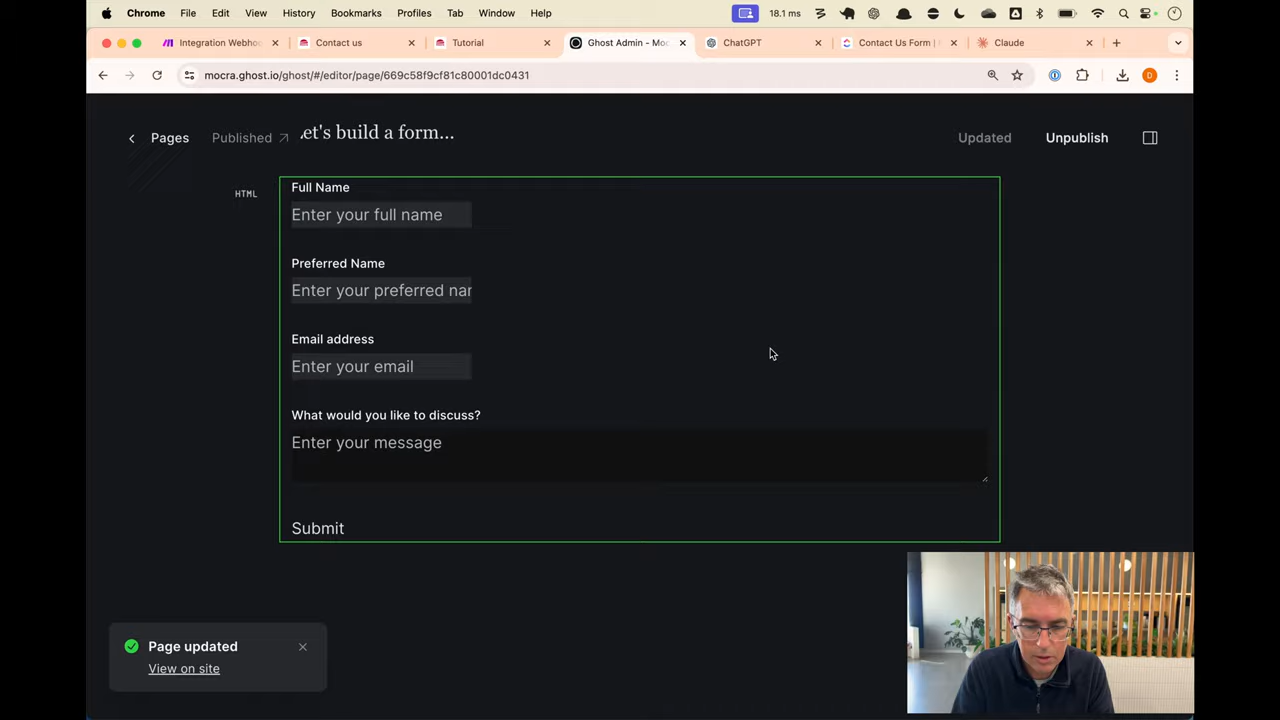 Chrome File Edit View History Bookmarks Profiles Tab Window Help 18.1 ms
Integration Webho Contact us Tutorial Ghost Admin - Moc ChatGPT Contact Us Form | Claude
mocra.ghost.io/ghost/#/editor/page/669c58f9cf81c80001dc0431 D
Pages Published et's build a form... Updated Unpublish
HTML
Full Name
Enter your full name
Preferred Name
Enter your preferred nar
Email address
Enter your email
What would you like to discuss?
Enter your message
Submit
Page updated
View on site